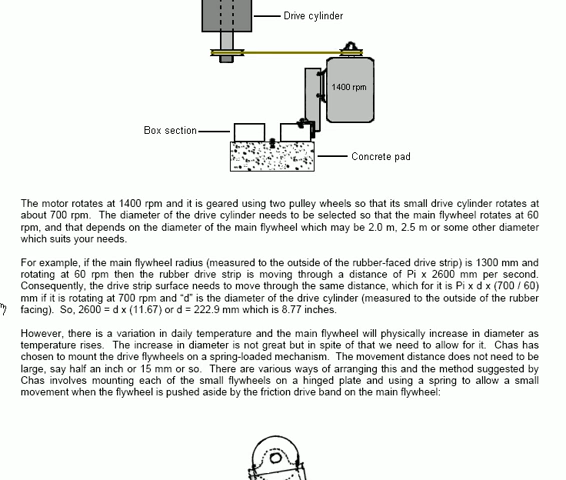 Drive cylinder
1400 rpm
Box section
Concrete pad
The motor rotates at 1400 rpm and it is geared using two pulley wheels so that its small drive cylinder rotates at
about 700 rpm. The diameter of the drive cylinder needs to be selected so that the main flywheel rotates at 60
rpm, and that depends on the diameter of the main flywheel which may be 2.0 m, 2.5 m or some other diameter
which suits your needs.
For example, if the main flywheel radius (measured to the outside of the rubber-faced drive strip) is 1300 mm and
rotating at 60 rpm then the rubber drive strip is moving through a distance of Pi x 2600 mm per second.
Consequently, the drive strip surface needs to move through the same distance, which for it is Pi x d x (700 / 60)
mm if it is rotating at 700 rpm and “d” is the diameter of the drive cylinder (measured to the outside of the rubber
facing). So, 2600 = d x (11.67) or d = 222.9 mm which is 8.77 inches.
However, there is a variation in daily temperature and the main flywheel will physically increase in diameter as
temperature rises. The increase in diameter is not great but in spite of that we need to allow for it. Chas has
chosen to mount the drive flywheels on a spring-loaded mechanism. The movement distance does not need to be
large, say half an inch or 15 mm or so. There are various ways of arranging this and the method suggested by
Chas involves mounting each of the small flywheels on a hinged plate and using a spring to allow a small
movement when the flywheel is pushed aside by the friction drive band on the main flywheel: